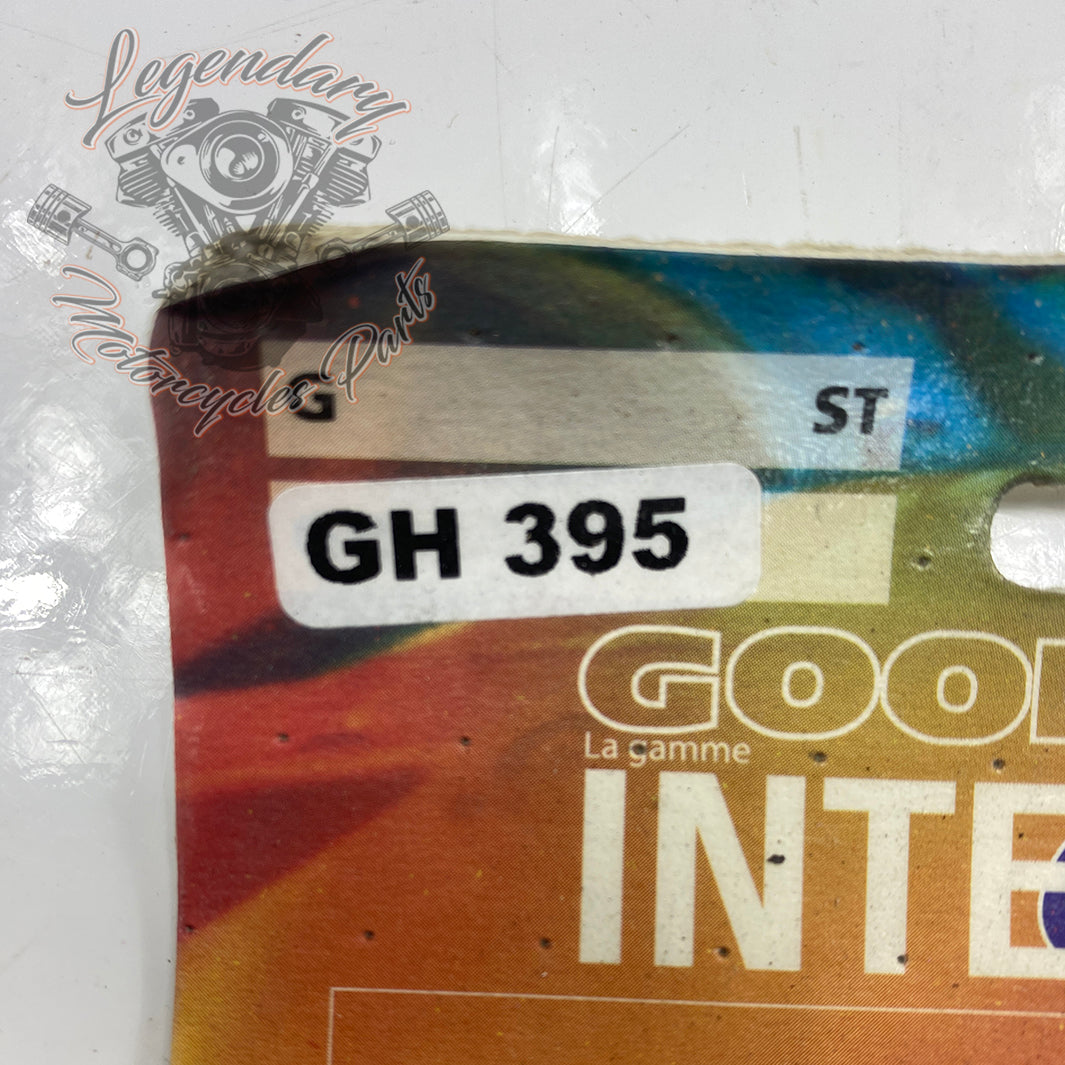 Legendary
Motorcycles Parts
G ST
GH 395
GOO
La gamme
INTE